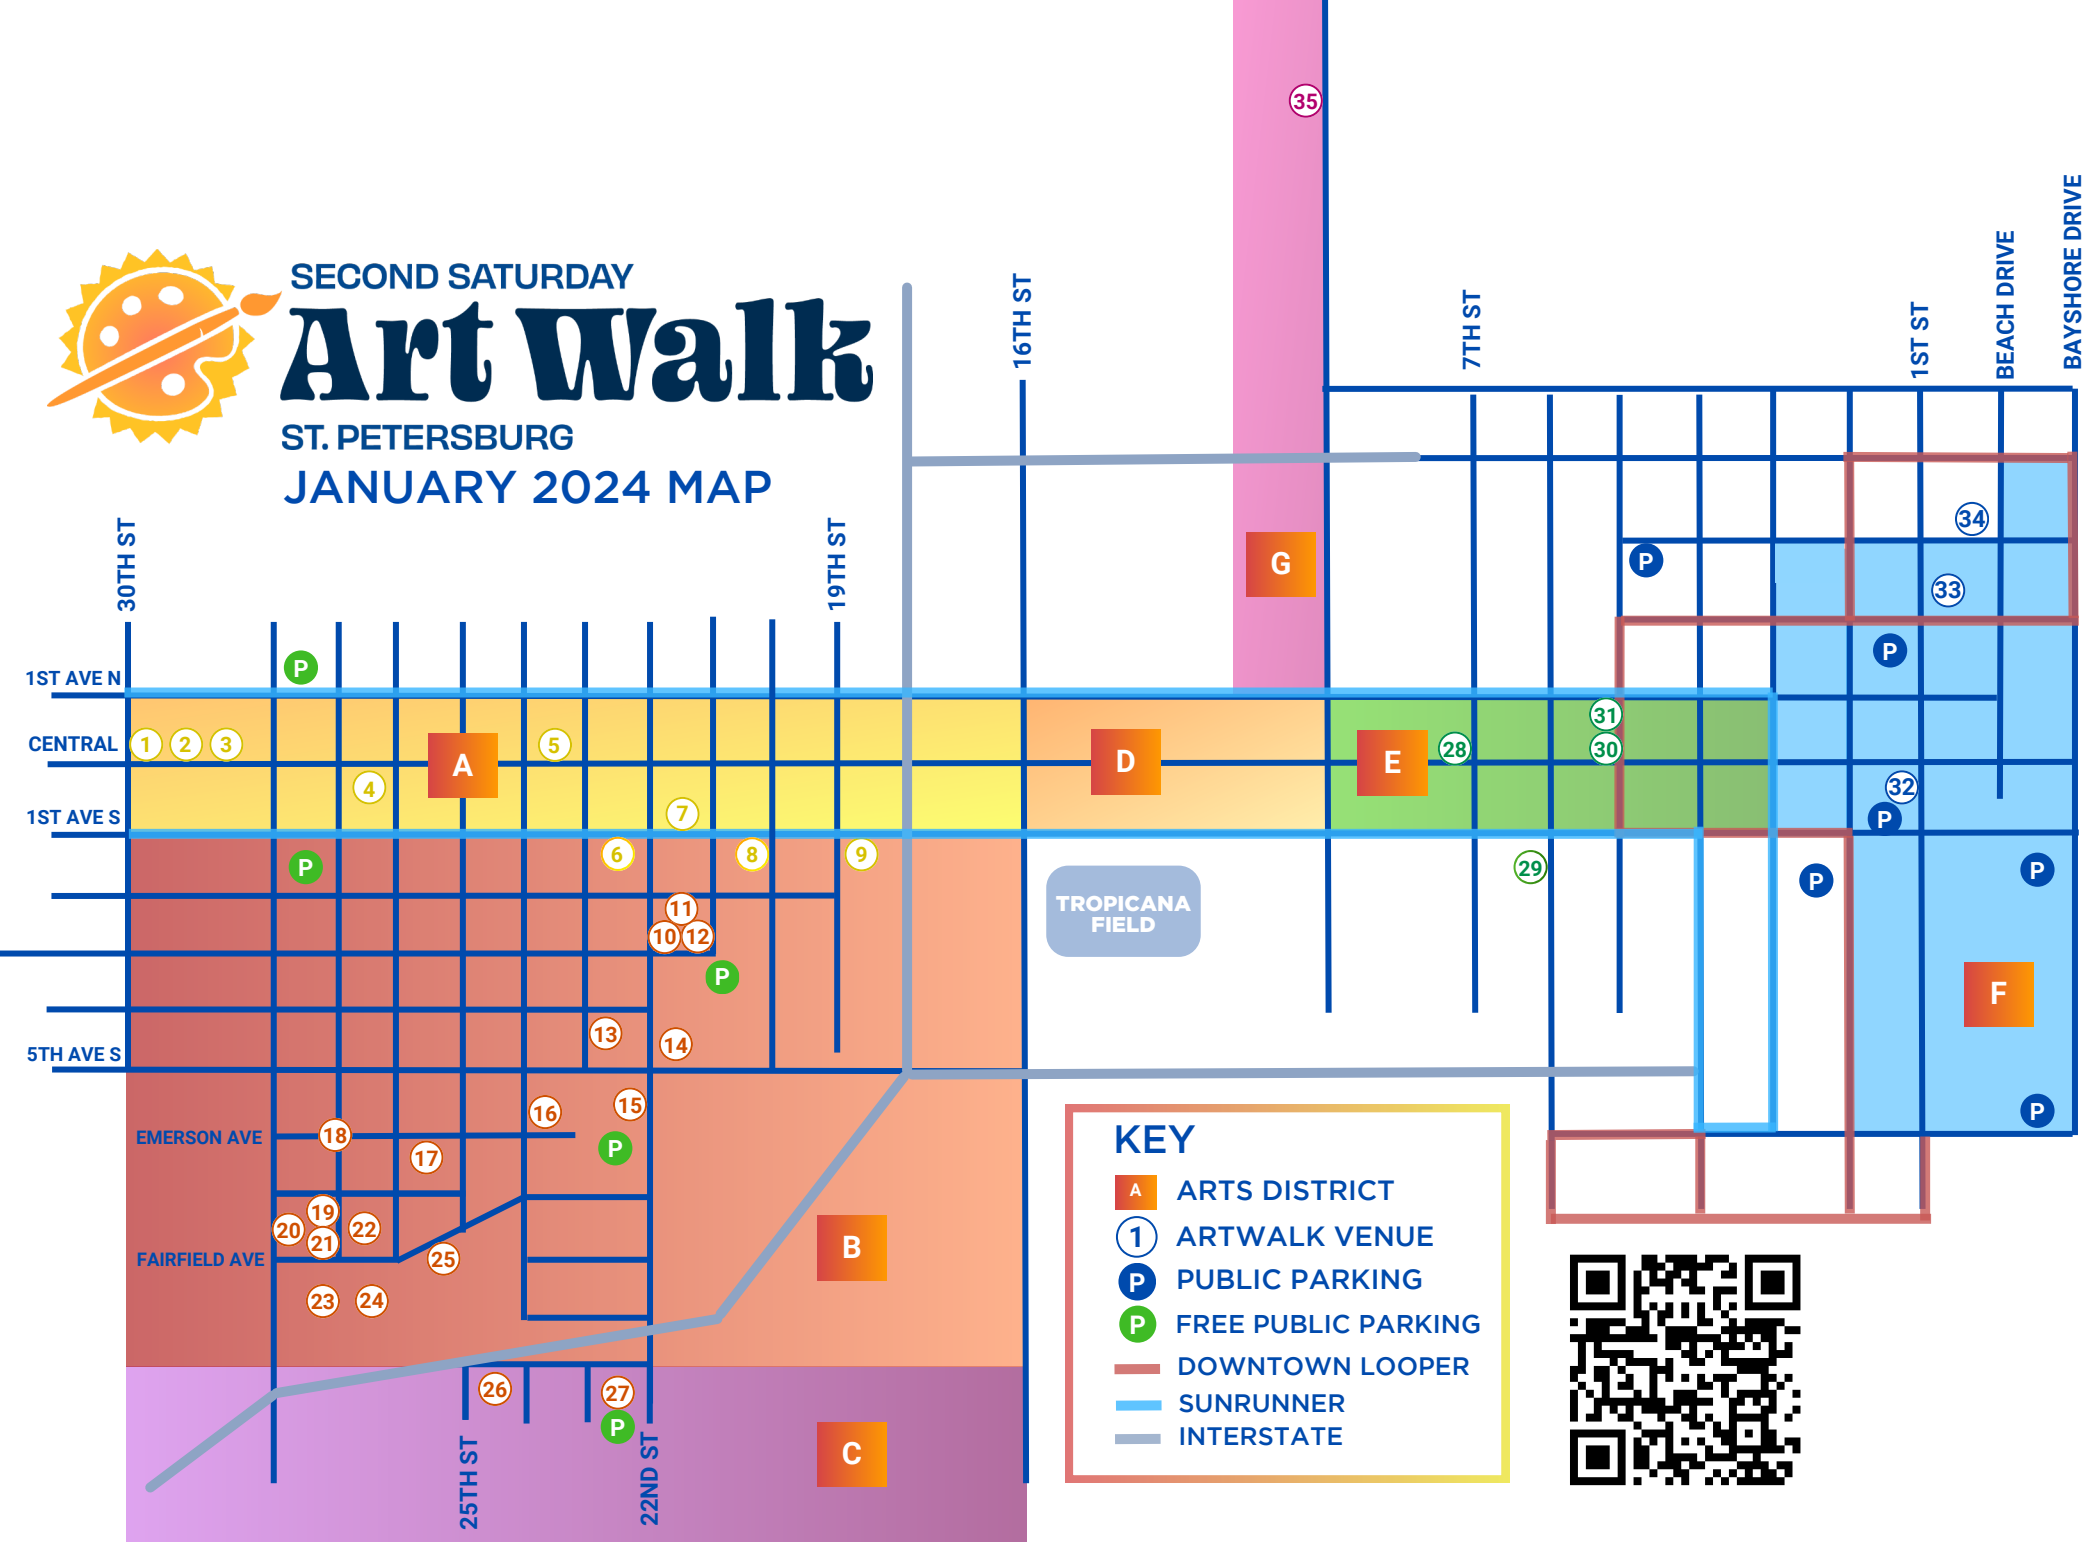 SECOND SATURDAY
Art Walk
ST. PETERSBURG
JANUARY 2024 MAP
35
BAYSHORE DRIVE
BEACH DRIVE
1ST ST
7TH ST
16TH ST
19TH ST
30TH ST
34
P
G
33
P
P
1ST AVE N
31
CENTRAL
1
2
3
A
5
D
E
28
30
4
32
1ST AVE S
7
P
6
8
9
P
29
P
P
TROPICANA
FIELD
11
10
12
P
F
13
14
5TH AVE S
15
16
P
EMERSON AVE
18
17
P
19
20
21
22
FAIRFIELD AVE
25
B
23
24
26
27
P
C
25TH ST
22ND ST
KEY
A ARTS DISTRICT
1 ARTWALK VENUE
P PUBLIC PARKING
P FREE PUBLIC PARKING
DOWNTOWN LOOPER
SUNRUNNER
INTERSTATE